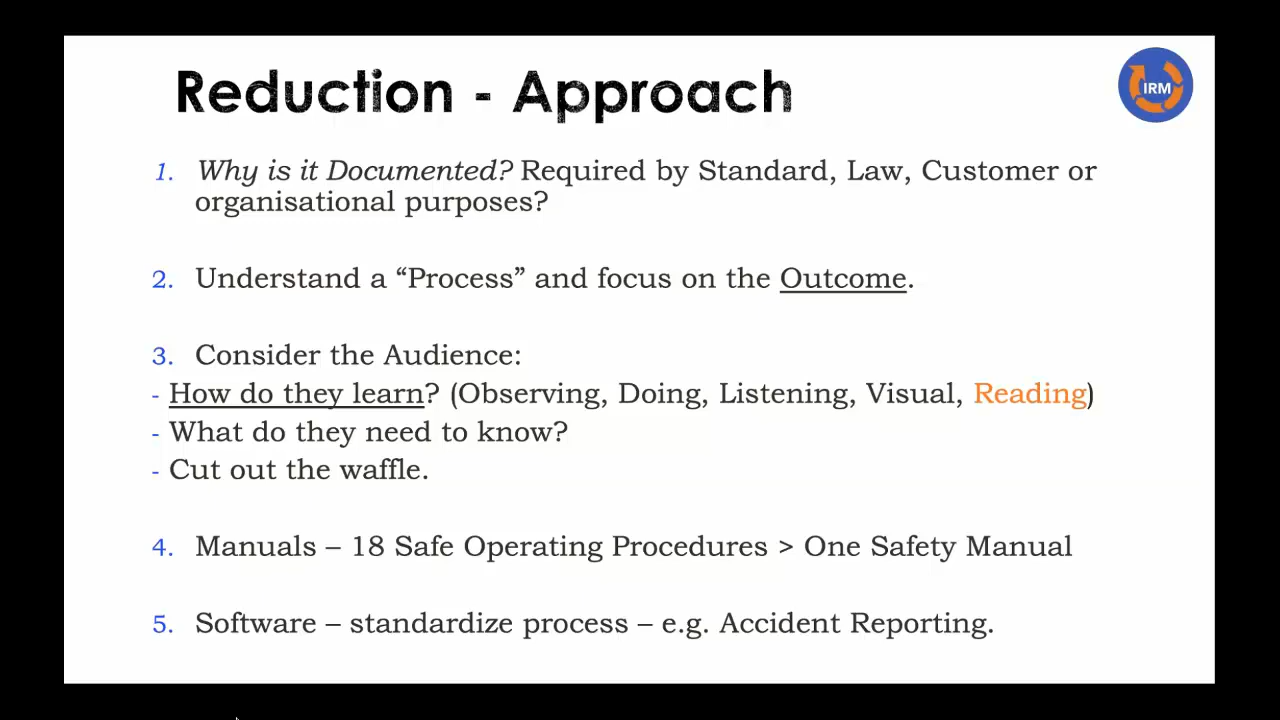 Reduction - Approach
IRM
1. Why is it Documented? Required by Standard, Law, Customer or
organisational purposes?
2. Understand a “Process” and focus on the Outcome.
3. Consider the Audience:
- How do they learn? (Observing, Doing, Listening, Visual, Reading)
- What do they need to know?
- Cut out the waffle.
4. Manuals – 18 Safe Operating Procedures > One Safety Manual
5. Software – standardize process – e.g. Accident Reporting.